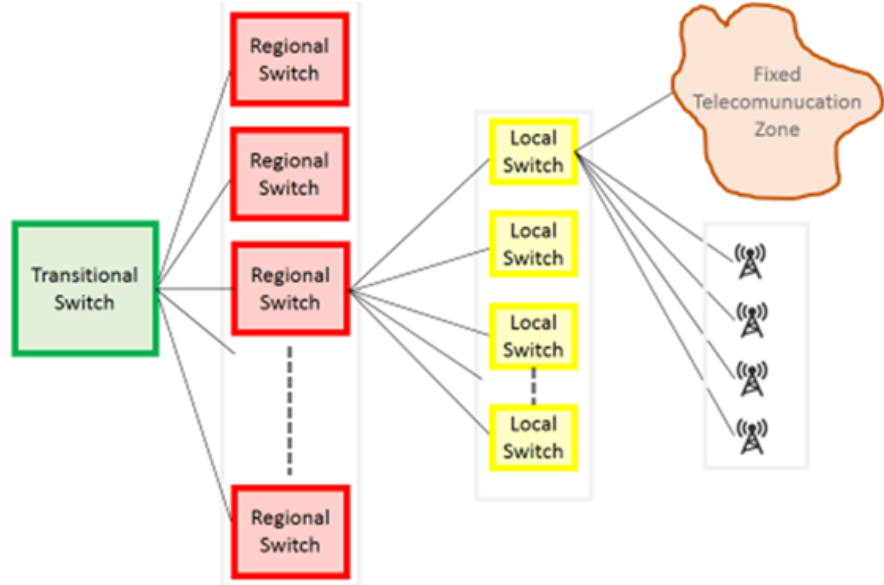 Transitional
Switch
Regional
Switch
Regional
Switch
Regional
Switch
Regional
Switch
Local
Switch
Local
Switch
Local
Switch
Local
Switch
Fixed
Telecomunucation
Zone